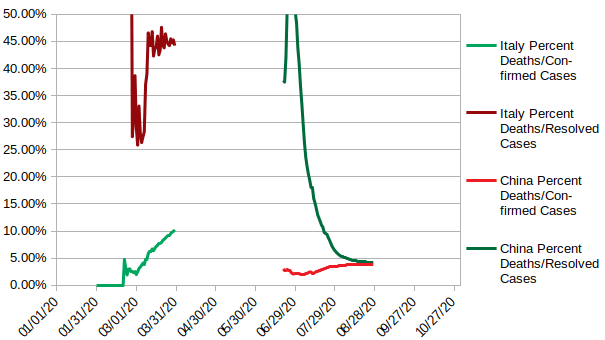 50.00%
45.00%
40.00%
35.00%
30.00%
25.00%
20.00%
15.00%
10.00%
5.00%
0.00%
01/01/20
01/31/20
03/01/20
03/31/20
04/30/20
05/30/20
06/29/20
07/29/20
08/28/20
09/27/20
10/27/20
Italy Percent
Deaths/Con-
firmed Cases
Italy Percent
Deaths/Resolved
Cases
China Percent
Deaths/Con-
firmed Cases
China Percent
Deaths/Resolved
Cases